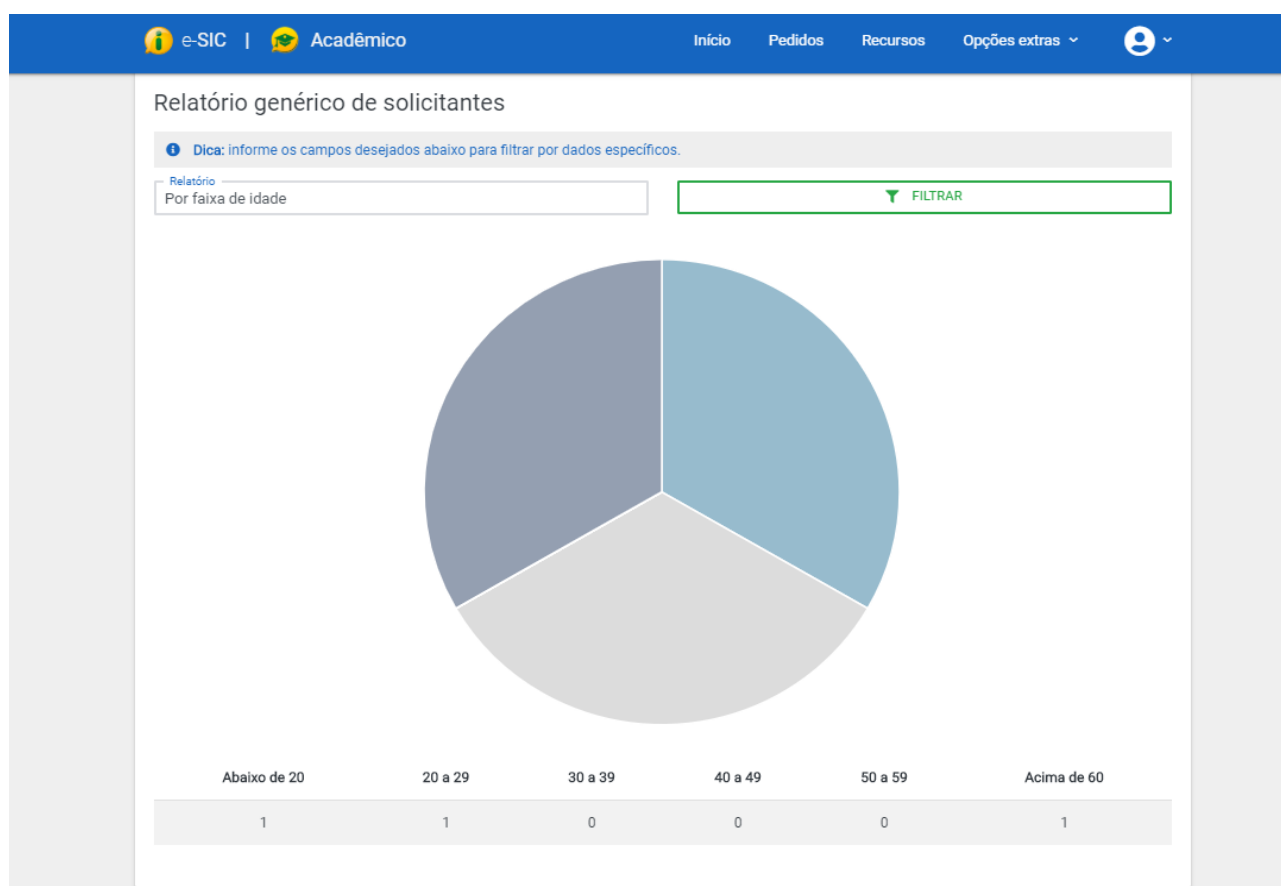 e-SIC | Acadêmico Início Pedidos Recursos Opções extras
Relatório genérico de solicitantes
Dica: informe os campos desejados abaixo para filtrar por dados específicos.
Relatório
Por faixa de idade
FILTRAR
Abaixo de 20 20 a 29 30 a 39 40 a 49 50 a 59 Acima de 60
1 1 0 0 0 1